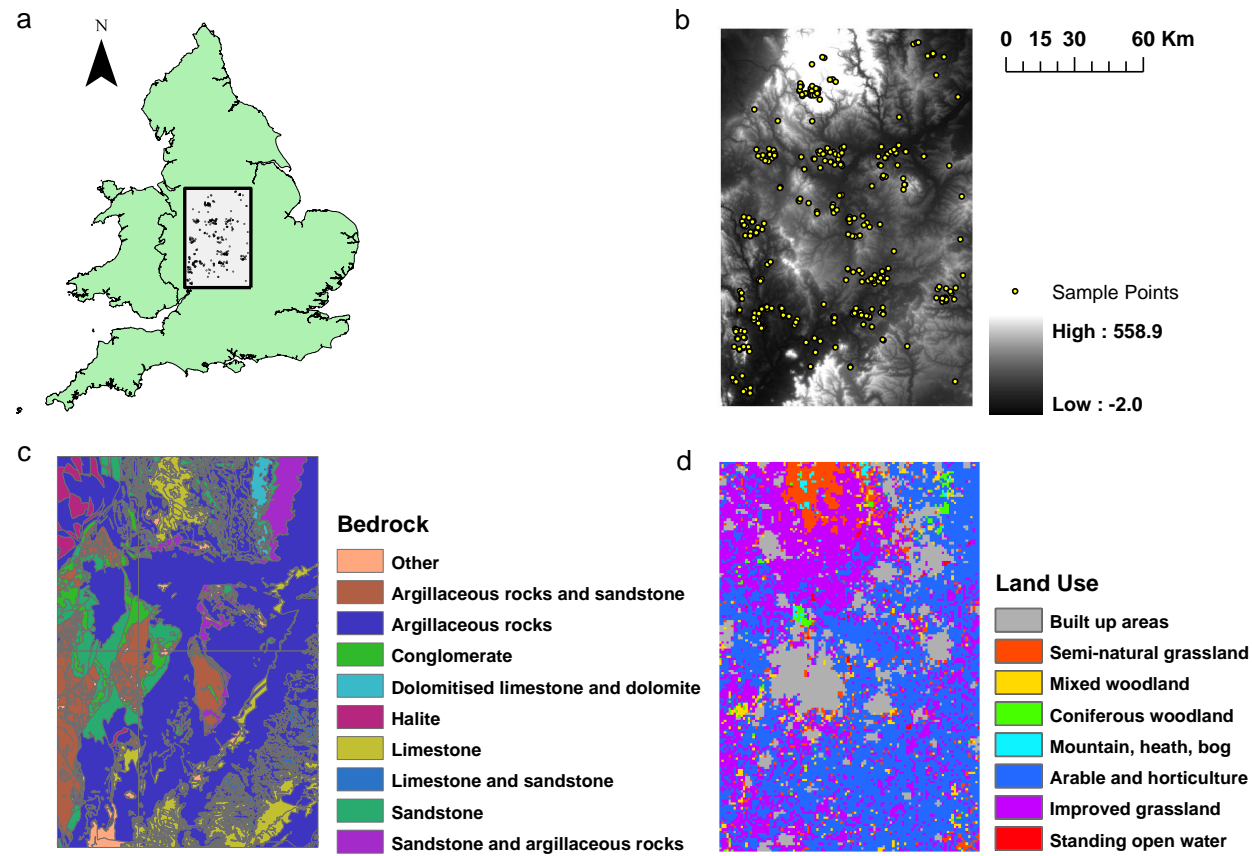 a
N
b
0 15 30 60 Km
Sample Points
High : 558.9
Low : -2.0
c
Bedrock
Other
Argillaceous rocks and sandstone
Argillaceous rocks
Conglomerate
Dolomitised limestone and dolomite
Halite
Limestone
Limestone and sandstone
Sandstone
Sandstone and argillaceous rocks
d
Land Use
Built up areas
Semi-natural grassland
Mixed woodland
Coniferous woodland
Mountain, heath, bog
Arable and horticulture
Improved grassland
Standing open water